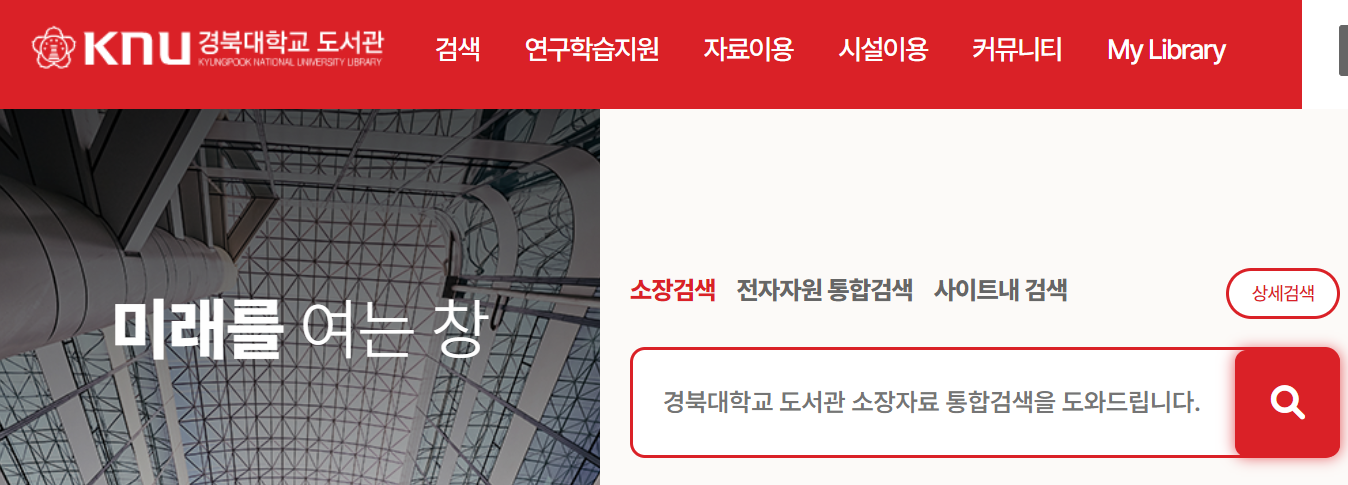 KNU 경북대학교 도서관
KYUNGPOOK NATIONAL UNIVERSITY LIBRARY
검색 연구학습지원 자료이용 시설이용 커뮤니티 My Library
미래를 여는 창
소장검색 전자자원 통합검색 사이트내 검색 상세검색
경북대학교 도서관 소장자료 통합검색을 도와드립니다.